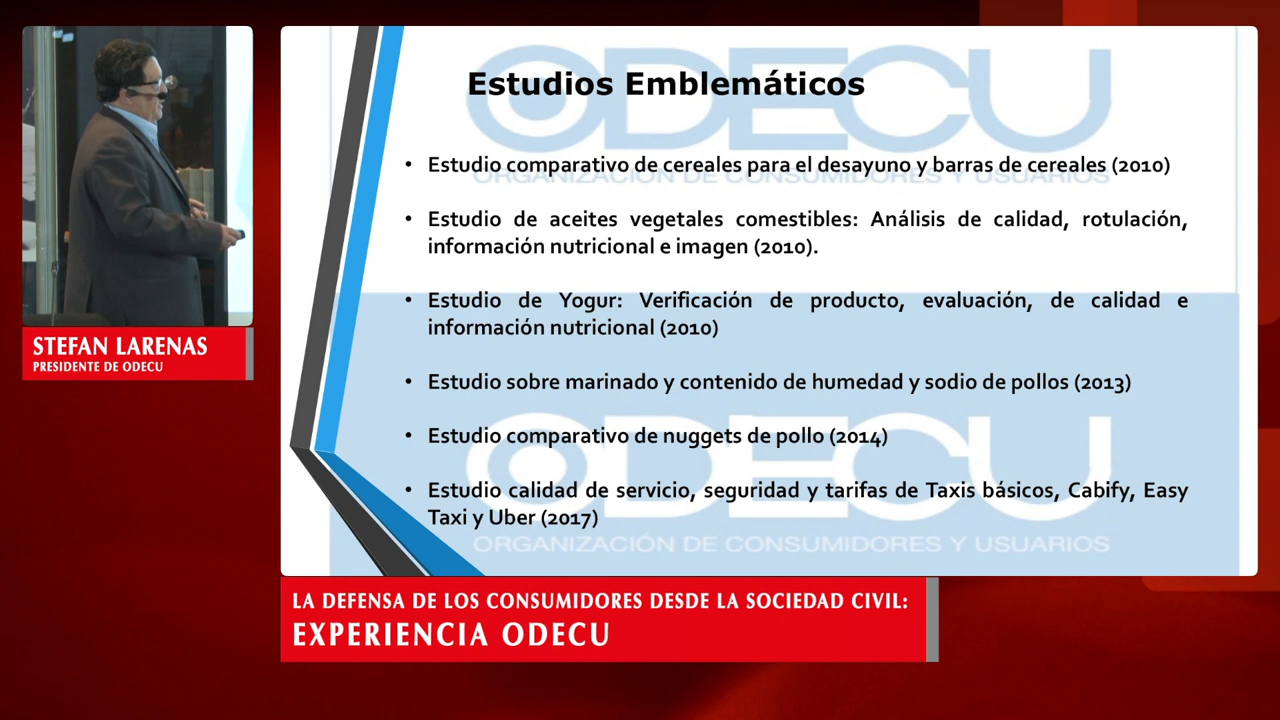 STEFAN LARENAS
PRESIDENTE DE ODECU
ODECU
ORGANIZACIÓN DE CONSUMIDORES Y USUARIOS
Estudios Emblemáticos
• Estudio comparativo de cereales para el desayuno y barras de cereales (2010)
• Estudio de aceites vegetales comestibles: Análisis de calidad, rotulación,
información nutricional e imagen (2010).
• Estudio de Yogur: Verificación de producto, evaluación, de calidad e
información nutricional (2010)
• Estudio sobre marinado y contenido de humedad y sodio de pollos (2013)
• Estudio comparativo de nuggets de pollo (2014)
• Estudio calidad de servicio, seguridad y tarifas de Taxis básicos, Cabify, Easy
Taxi y Uber (2017)
ODECU
ORGANIZACIÓN DE CONSUMIDORES Y USUARIOS
LA DEFENSA DE LOS CONSUMIDORES DESDE LA SOCIEDAD CIVIL:
EXPERIENCIA ODECU